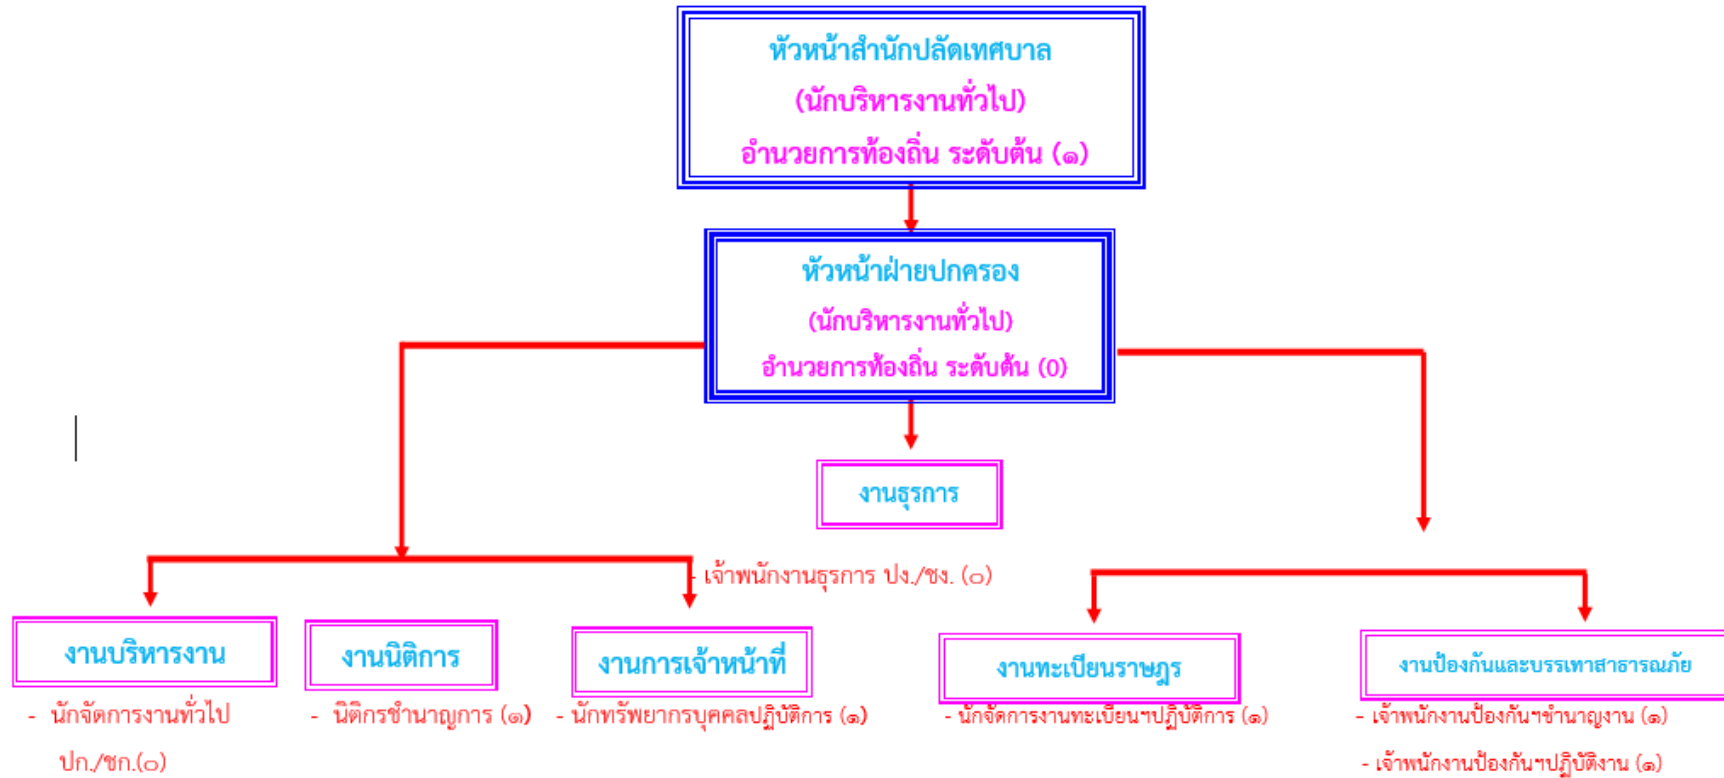 หัวหน้าสำนักปลัดเทศบาล
(นักบริหารงานทั่วไป)
อำนวยการท้องถิ่น ระดับต้น (๑)
หัวหน้าฝ่ายปกครอง
(นักบริหารงานทั่วไป)
อำนวยการท้องถิ่น ระดับต้น (0)
งานธุรการ
- เจ้าพนักงานธุรการ ปง./ชง. (๐)
งานบริหารงาน
- นักจัดการงานทั่วไป
ปก./ชก.(๐)
งานนิติการ
- นิติกรชำนาญการ (๑)
งานการเจ้าหน้าที่
- นักทรัพยากรบุคคลปฏิบัติการ (๑)
งานทะเบียนราษฎร
- นักจัดการงานทะเบียนฯปฏิบัติการ (๑)
งานป้องกันและบรรเทาสาธารณภัย
- เจ้าพนักงานป้องกันฯชำนาญงาน (๑)
- เจ้าพนักงานป้องกันฯปฏิบัติงาน (๑)